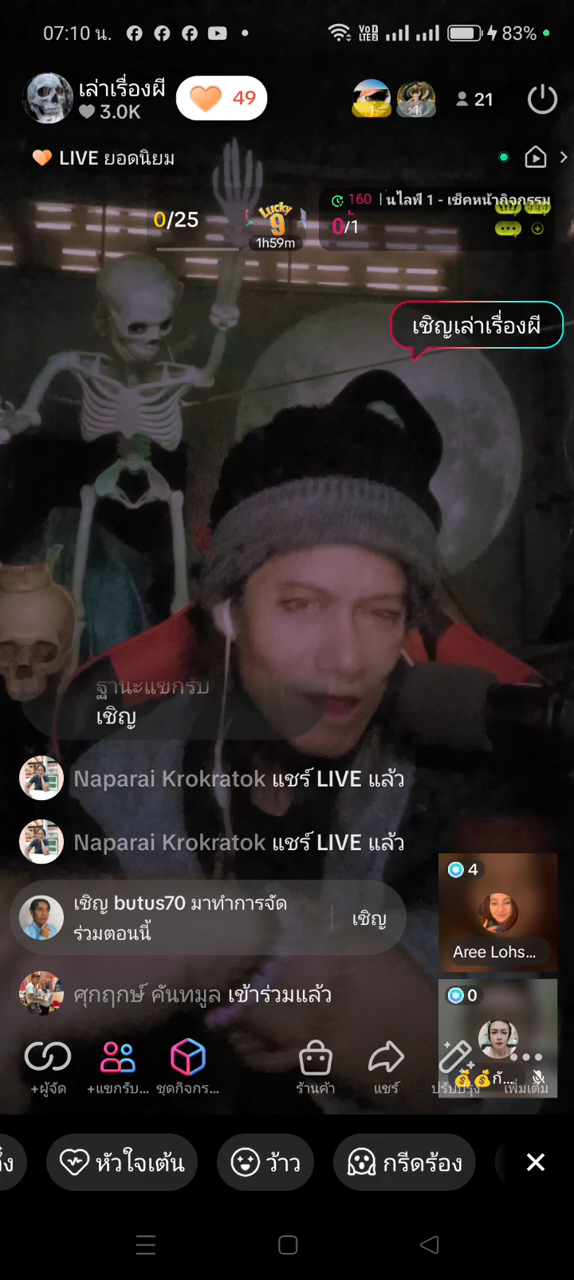 07:10 น.
VoD
LTE2
83%
เล่าเรื่องผี
3.0K
49
1
4
21
LIVE ยอดนิยม
0/25
Lucky
9
1h59m
160
นไลฟ์ 1 - เช็คหน้ากิจกรรม
0/1
เชิญเล่าเรื่องผี
ฐานะแขกรับ
เชิญ
Naparai Krokratok แชร์ LIVE แล้ว
Naparai Krokratok แชร์ LIVE แล้ว
4
Aree Lohs...
เชิญ butus70 มาทำการจัด
ร่วมตอนนี้
เชิญ
ศุภฤกษ์ คันทมูล เข้าร่วมแล้ว
0
+ผู้จัด
+แขกรับ...
ชุดกิจกร...
ร้านค้า
แชร์
ปรับปรุง
เพิ่มเติม
หัวใจเต้น
ว้าว
กรีดร้อง